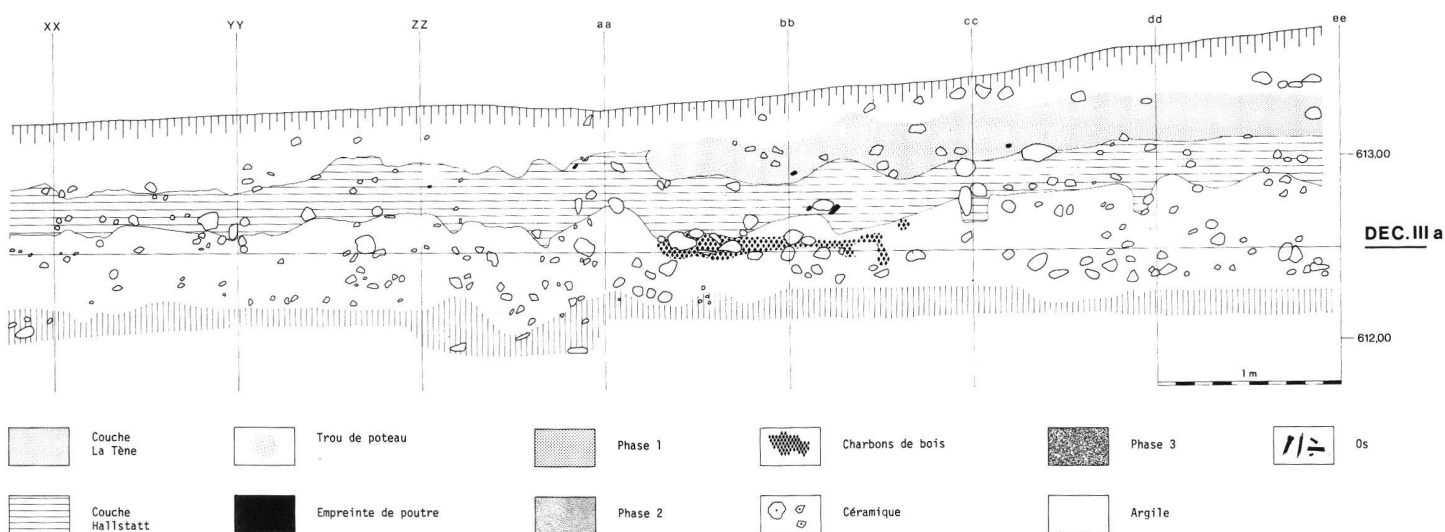 XX YY ZZ aa bb cc dd ee
613,00
DEC. III a
612,00
1 m
Couche
La Tène
Trou de poteau
Phase 1
Charbons de bois
Phase 3
Os
Couche
Hallstatt
Empreinte de poutre
Phase 2
Céramique
Argile